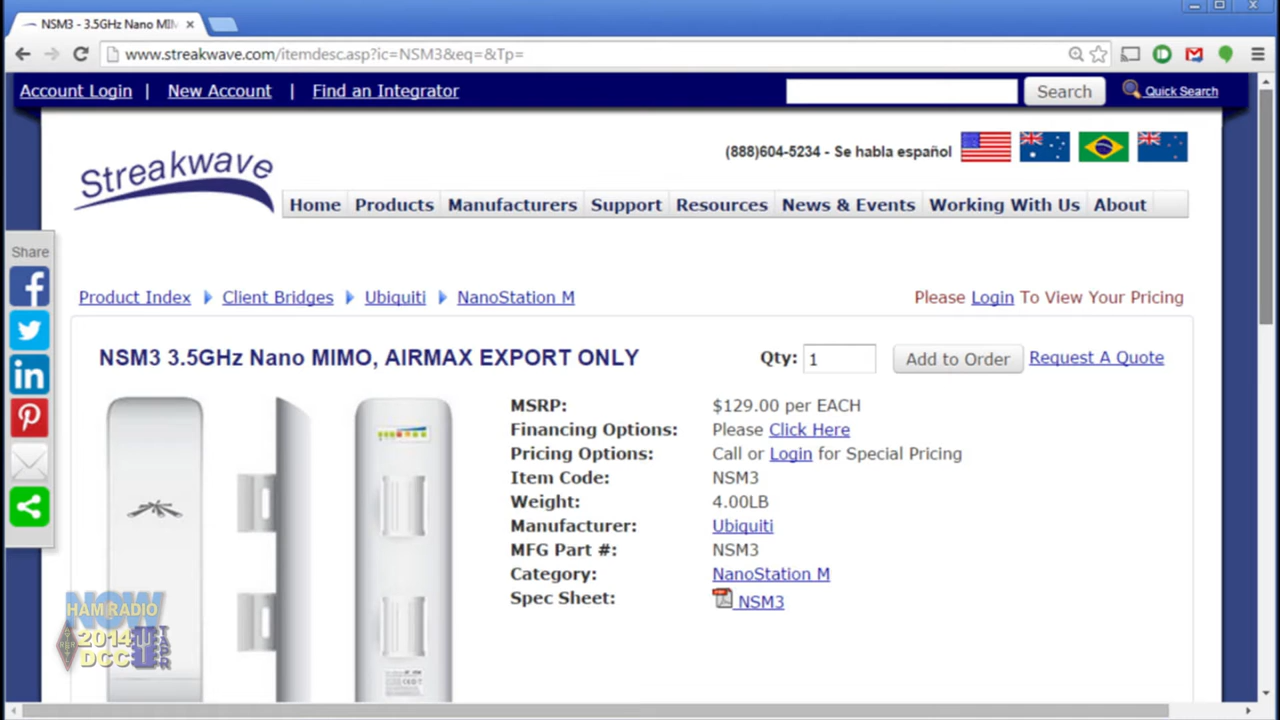 NSM3 - 3.5GHz Nano MIM
www.streakwave.com/itemdesc.asp?ic=NSM3&eq=&Tp=
Account Login | New Account | Find an Integrator
Search
Quick Search
(888)604-5234 - Se habla español
Streakwave
Home Products Manufacturers Support Resources News & Events Working With Us About
Share
Product Index Client Bridges Ubiquiti NanoStation M
Please Login To View Your Pricing
NSM3 3.5GHz Nano MIMO, AIRMAX EXPORT ONLY
Qty: 1 Add to Order Request A Quote
MSRP: $129.00 per EACH
Financing Options: Please Click Here
Pricing Options: Call or Login for Special Pricing
Item Code: NSM3
Weight: 4.00LB
Manufacturer: Ubiquiti
MFG Part #: NSM3
Category: NanoStation M
Spec Sheet: NSM3
HAM RADIO
NOW
2014
DCC
TAPR